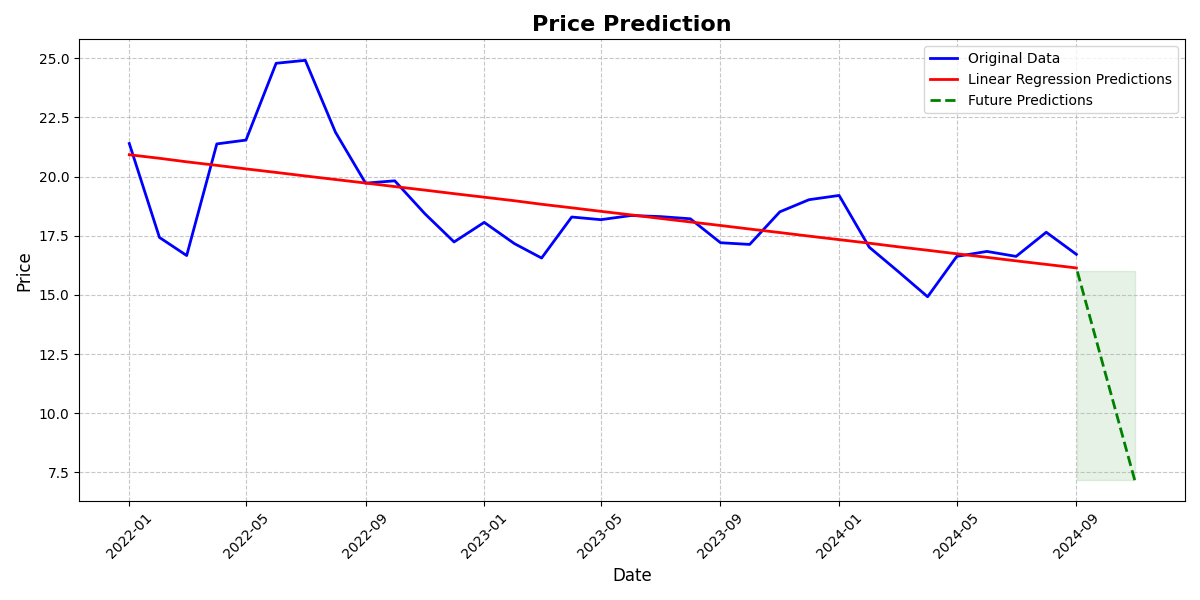 Price Prediction
Original Data
Linear Regression Predictions
Future Predictions
25.0
22.5
20.0
17.5
15.0
12.5
10.0
7.5
Price
2022-01
2022-05
2022-09
2023-01
2023-05
2023-09
2024-01
2024-05
2024-09
Date